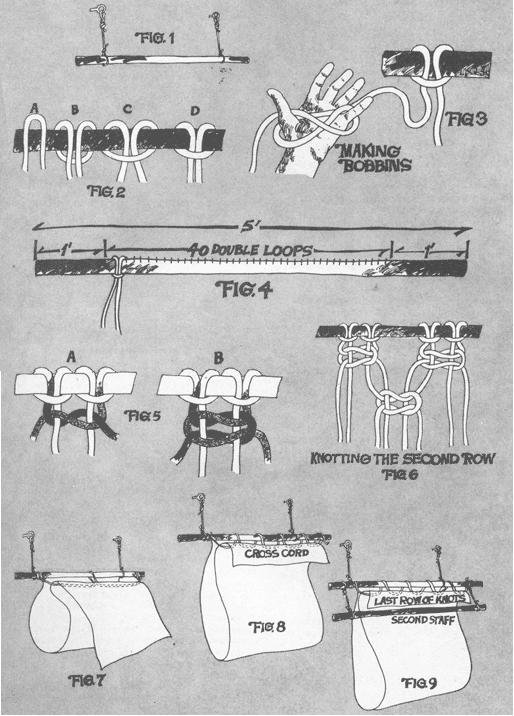 FIG. 1
A B C D
FIG. 2
FIG 3
MAKING
BOBBINS
5'
1' 40 DOUBLE LOOPS 1'
FIG. 4
A B
FIG 5
KNOTTING THE SECOND ROW
FIG 6
FIG. 7
CROSS CORD
FIG. 8
LAST ROW OF KNOTS
SECOND STAFF
FIG. 9